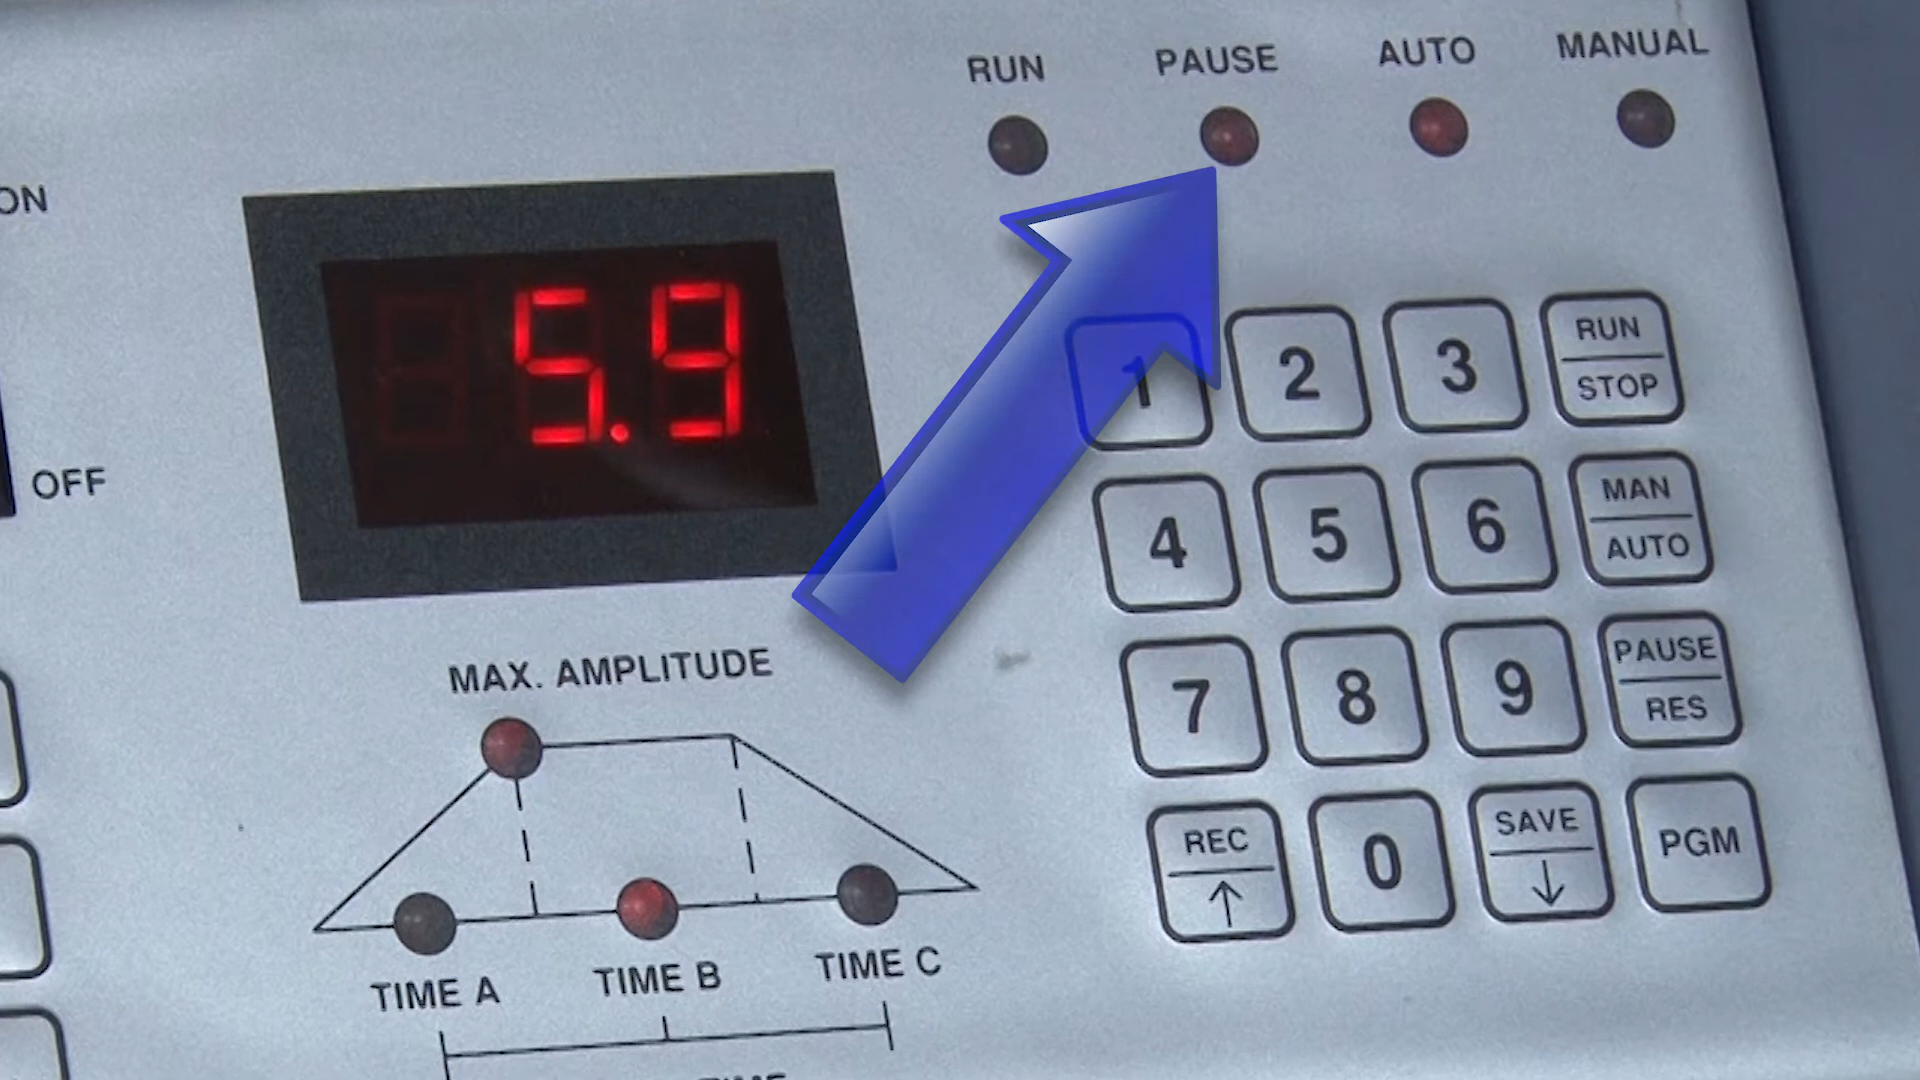 RUN PAUSE AUTO MANUAL
ON
5.9
OFF
1 2 3 RUN
STOP
4 5 6 MAN
AUTO
7 8 9 PAUSE
RES
REC 0 SAVE PGM
MAX. AMPLITUDE
TIME A TIME B TIME C
TIME